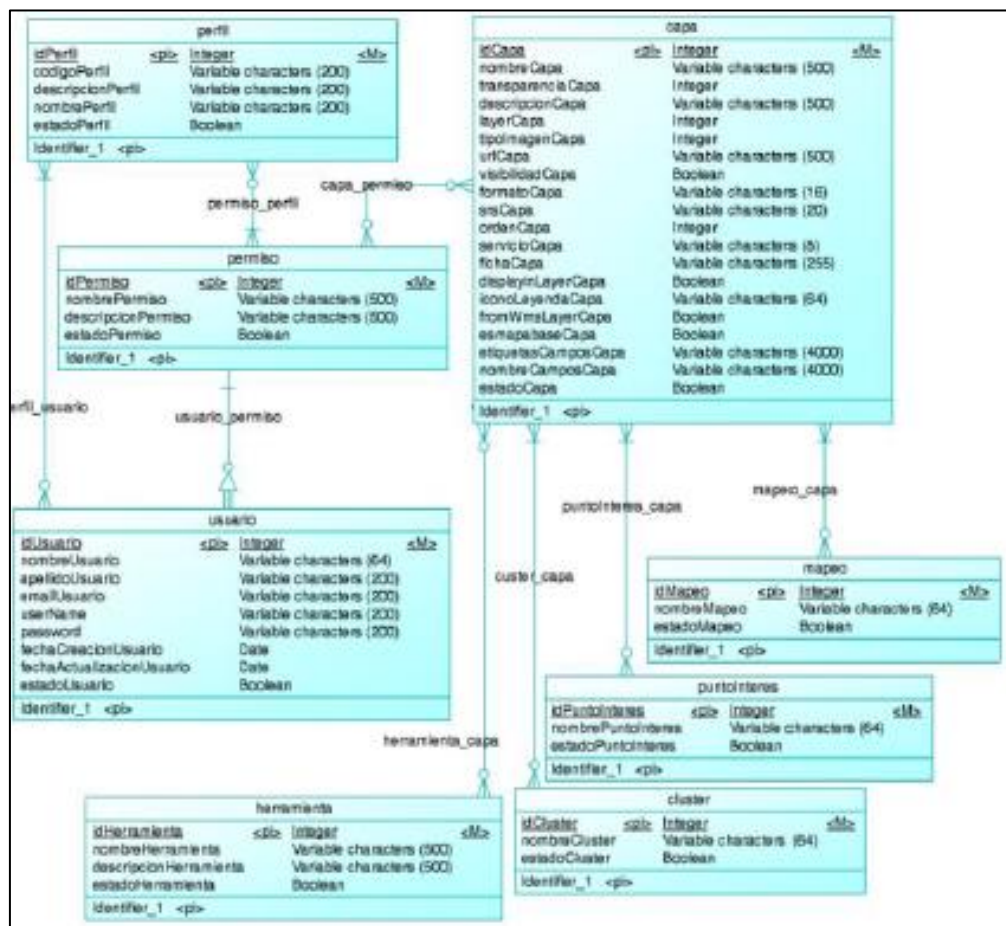 perfil
idPerfil <pi> Integer <M>
codigoPerfil Variable characters (200)
descripcionPerfil Variable characters (200)
nombrePerfil Variable characters (200)
estadoPerfil Boolean
Identifier_1 <pi>
capa
idCapa <pi> Integer <M>
nombreCapa Variable characters (500)
transparenciaCapa Integer
descripcionCapa Variable characters (500)
layerCapa Integer
tipoImagenCapa Integer
urlCapa Variable characters (500)
visibilidadCapa Boolean
formatoCapa Variable characters (16)
srsCapa Variable characters (20)
ordenCapa Integer
servicioCapa Variable characters (5)
fichaCapa Variable characters (255)
displayInLayerCapa Boolean
iconoLeyendaCapa Variable characters (64)
fromWmsLayerCapa Boolean
esmapabaseCapa Boolean
etiquetasCamposCapa Variable characters (4000)
nombreCamposCapa Variable characters (4000)
estadoCapa Boolean
Identifier_1 <pi>
capa_permiso
permiso_perfil
permiso
idPermiso <pi> Integer <M>
nombrePermiso Variable characters (500)
descripcionPermiso Variable characters (500)
estadoPermiso Boolean
Identifier_1 <pi>
erfil_usuario
usuario_permiso
usuario
idUsuario <pi> Integer <M>
nombreUsuario Variable characters (64)
apellidoUsuario Variable characters (200)
emailUsuario Variable characters (200)
userName Variable characters (200)
password Variable characters (200)
fechaCreacionUsuario Date
fechaActualizacionUsuario Date
estadoUsuario Boolean
Identifier_1 <pi>
mapeo_capa
puntoInteres_capa
custer_capa
herramienta_capa
mapeo
idMapeo <pi> Integer <M>
nombreMapeo Variable characters (64)
estadoMapeo Boolean
Identifier_1 <pi>
puntoInteres
idPuntoInteres <pi> Integer <M>
nombrePuntoInteres Variable characters (64)
estadoPuntoInteres Boolean
Identifier_1 <pi>
cluster
idCluster <pi> Integer <M>
nombreCluster Variable characters (64)
estadoCluster Boolean
Identifier_1 <pi>
herramienta
idHerramienta <pi> Integer <M>
nombreHerramienta Variable characters (500)
descripcionHerramienta Variable characters (500)
estadoHerramienta Boolean
Identifier_1 <pi>